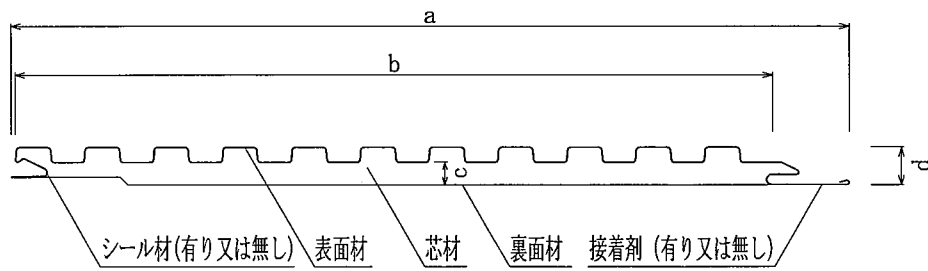 a
b
c
d
シール材(有り又は無し)
表面材
芯材
裏面材
接着剤 (有り又は無し)